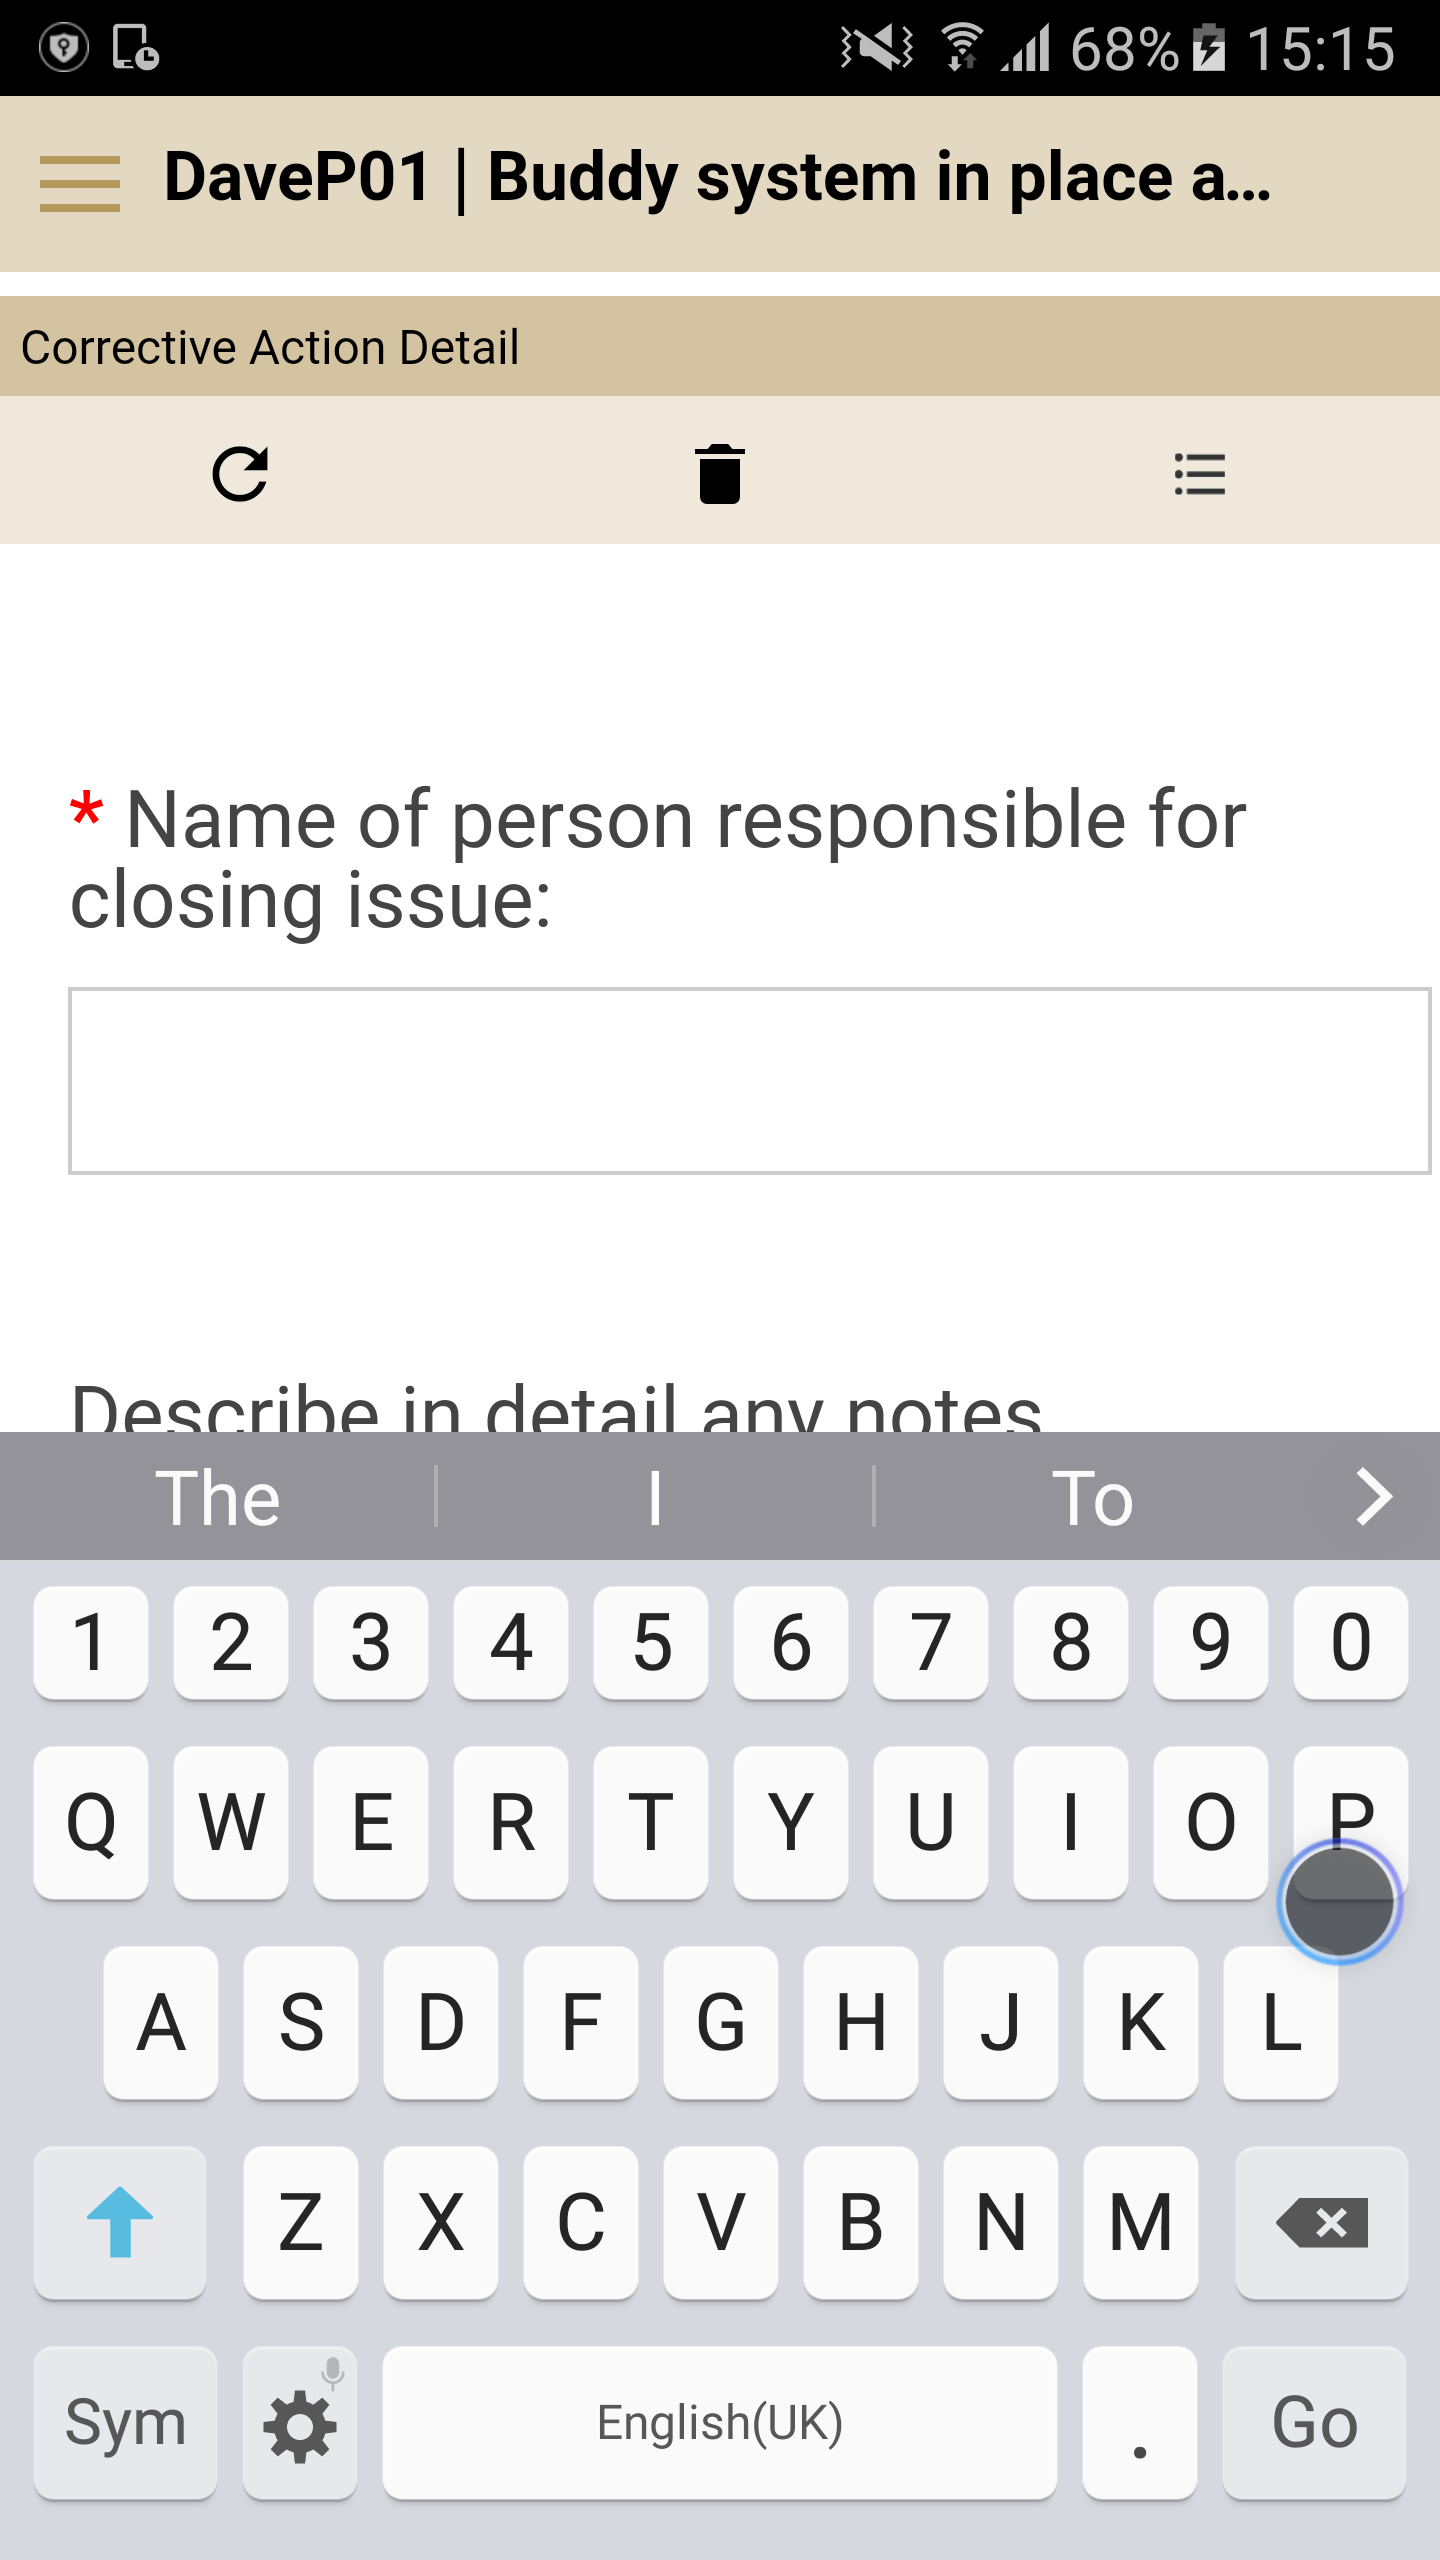 68% 15:15
DaveP01 | Buddy system in place a...
Corrective Action Detail
* Name of person responsible for
closing issue:
Describe in detail any notes
The I To
1 2 3 4 5 6 7 8 9 0
Q W E R T Y U I O P
A S D F G H J K L
Z X C V B N M
Sym English(UK) . Go